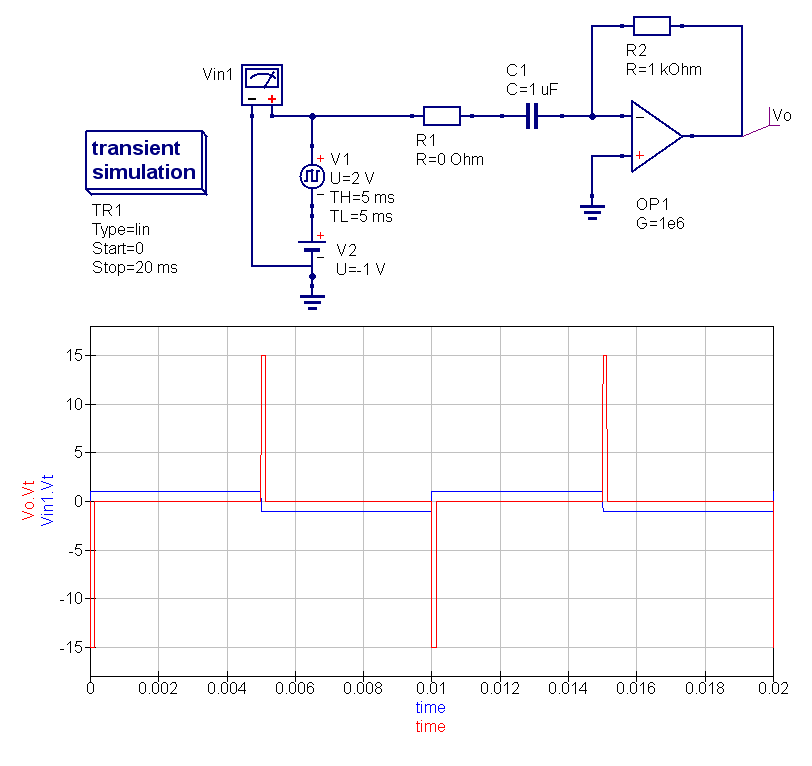 Vin1
- +
transient
simulation
TR1
Type=lin
Start=0
Stop=20 ms
+
V1
U=2 V
TH=5 ms
TL=5 ms
-
+
V2
U=-1 V
-
R1
R=0 Ohm
C1
C=1 uF
R2
R=1 kOhm
-
+
OP1
G=1e6
Vo
Vo.Vt
Vin1.Vt
15
10
5
0
-5
-10
-15
0 0.002 0.004 0.006 0.008 0.01 0.012 0.014 0.016 0.018 0.02
time
time